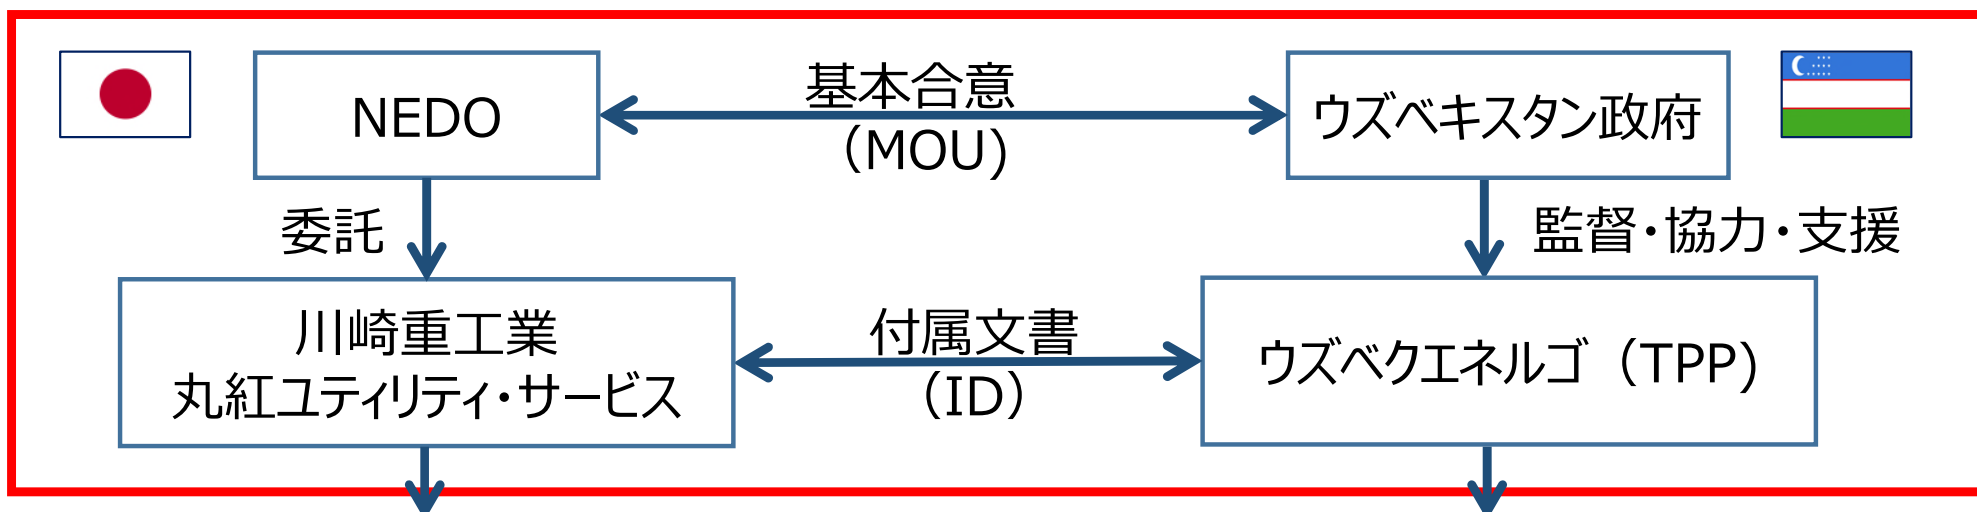 NEDO
基本合意
（MOU)
ウズベキスタン政府
委託
監督・協力・支援
川崎重工業
丸紅ユティリティ・サービス
付属文書
（ID）
ウズベクエネルゴ（TPP)